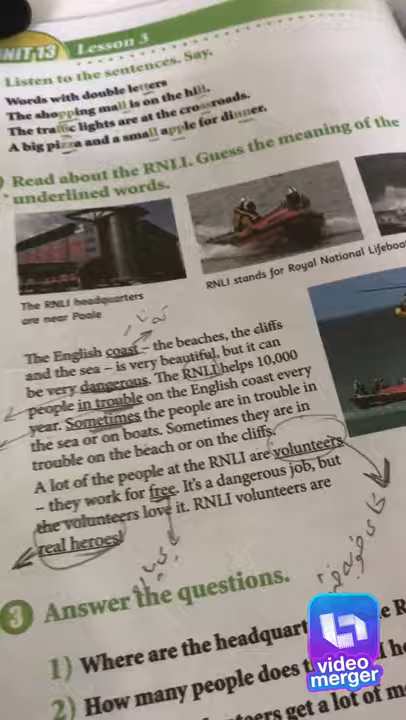 UNIT 13 Lesson 3
Listen to the sentences. Say.
Words with double letters
The shopping mall is on the hill.
The traffic lights are at the crossroads.
A big pizza and a small apple for dinner.
Read about the RNLI. Guess the meaning of the
underlined words.
The RNLI headquarters
are near Poole
RNLI stands for Royal National Lifeboa
The English coast – the beaches, the cliffs
and the sea – is very beautiful, but it can
be very dangerous. The RNLI helps 10,000
people in trouble on the English coast every
year. Sometimes the people are in trouble in
the sea or on boats. Sometimes they are in
trouble on the beach or on the cliffs.
A lot of the people at the RNLI are volunteers
– they work for free. It's a dangerous job, but
the volunteers love it. RNLI volunteers are
real heroes!
3 Answer the questions.
1) Where are the headquart e R
2) How many people does t I he
teers get a lot of m
video
merger